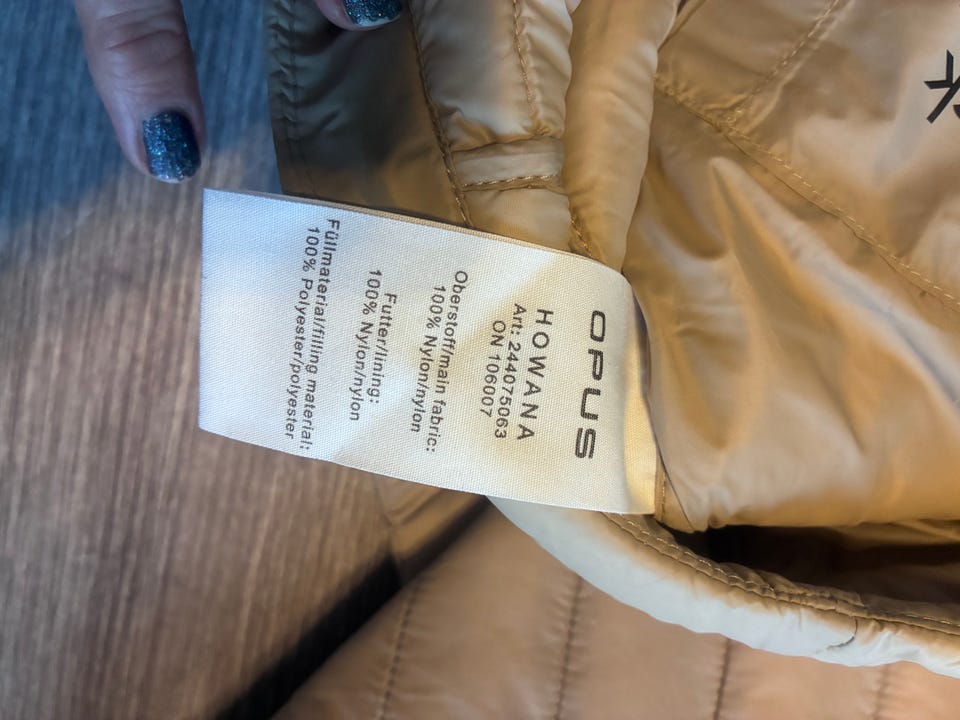 OPUS
HOWANA
Art: 244075063
ON 106007
Oberstoff/main fabric:
100% Nylon/nylon
Futter/lining:
100% Nylon/nylon
Füllmaterial/filling material:
100% Polyester/polyester